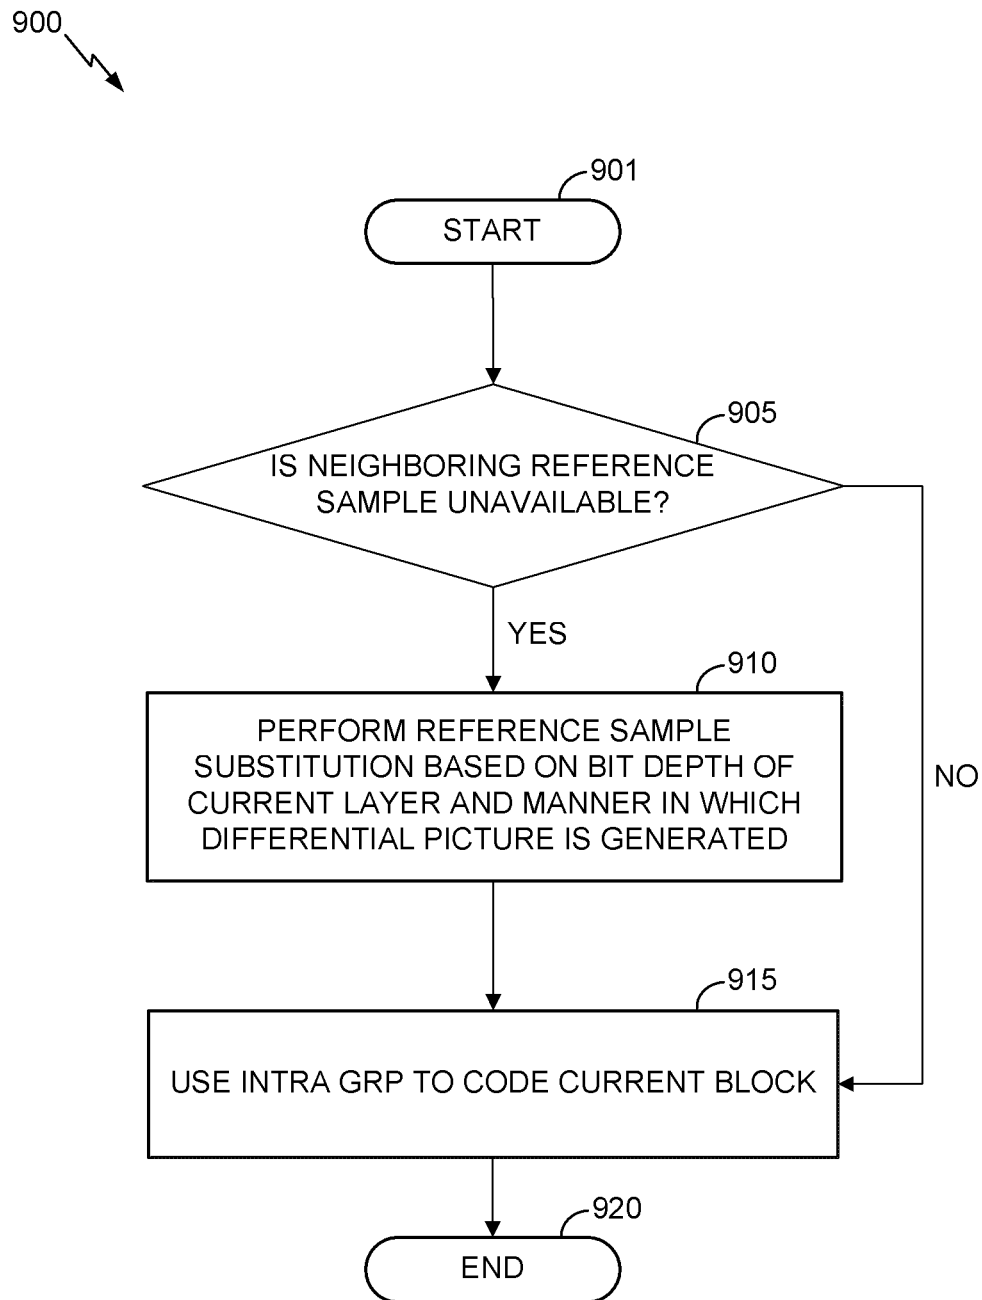 900
901
START
905
IS NEIGHBORING REFERENCE
SAMPLE UNAVAILABLE?
YES
910
PERFORM REFERENCE SAMPLE
SUBSTITUTION BASED ON BIT DEPTH OF
CURRENT LAYER AND MANNER IN WHICH
DIFFERENTIAL PICTURE IS GENERATED
NO
915
USE INTRA GRP TO CODE CURRENT BLOCK
920
END